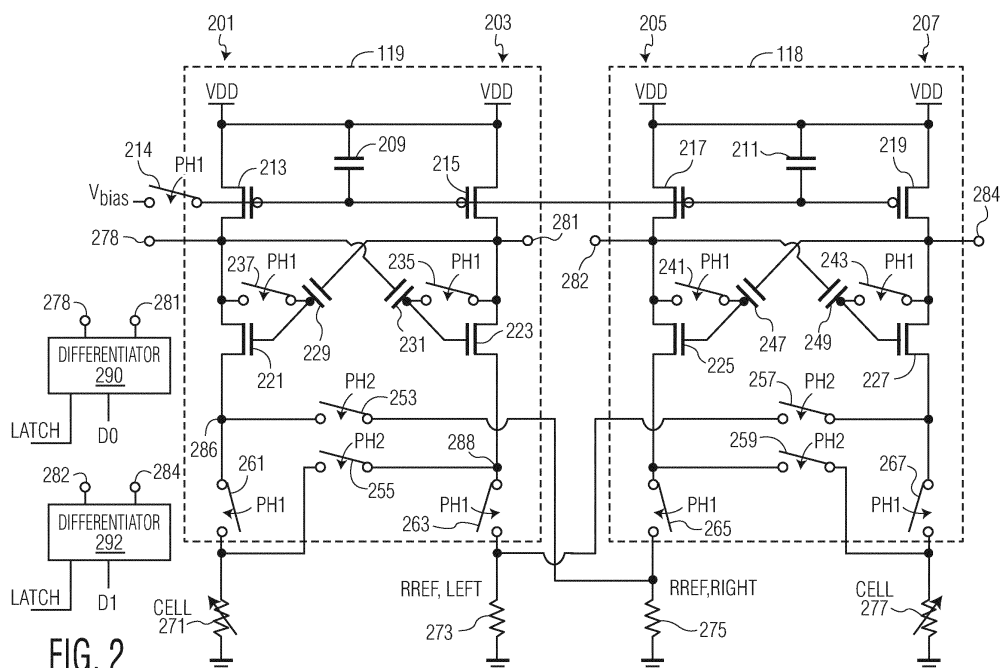 201
203
205
207
119
118
VDD
VDD
VDD
VDD
214
PH1
213
209
215
217
211
219
Vbias
284
278
281
282
237
PH1
235
PH1
241
PH1
243
PH1
278
281
229
231
223
247
249
DIFFERENTIATOR
290
221
225
227
PH2
253
257
PH2
LATCH
D0
286
PH2
288
259
PH2
282
284
261
255
267
PH1
PH1
263
PH1
265
PH1
DIFFERENTIATOR
292
LATCH
D1
CELL
271
RREF, LEFT
273
RREF,RIGHT
275
CELL
277
FIG. 2